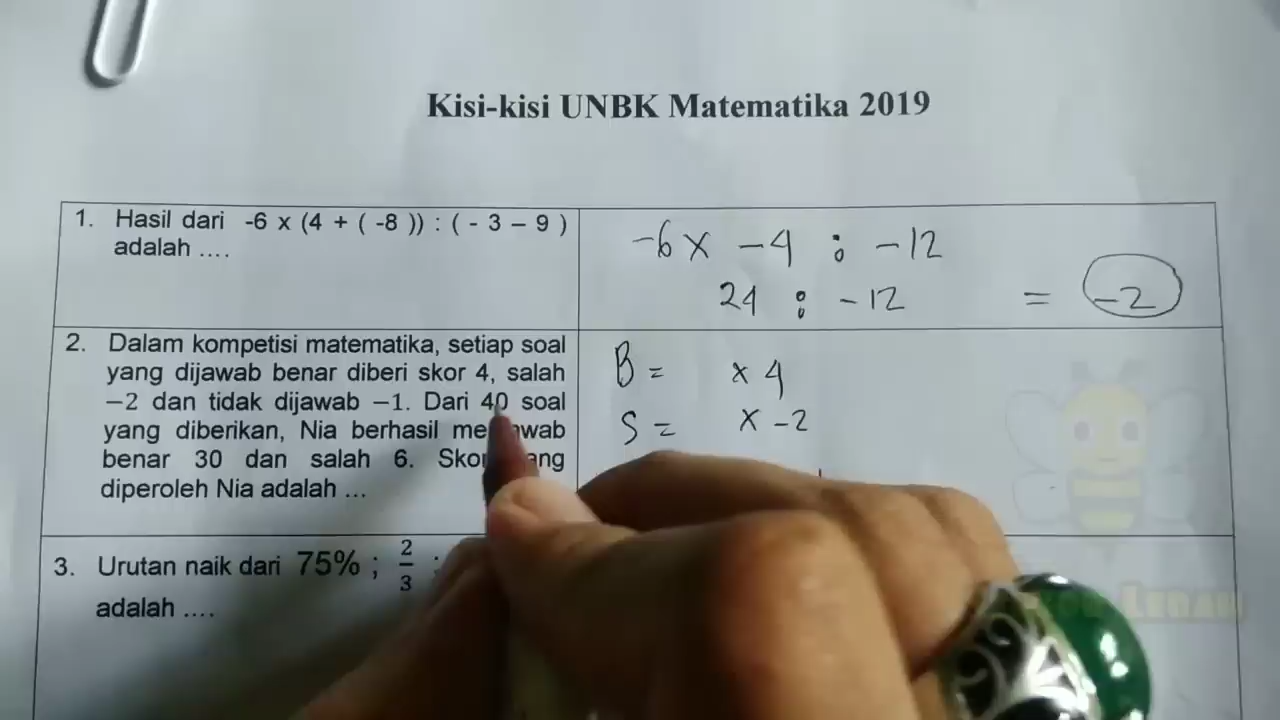 Kisi-kisi UNBK Matematika 2019
1. Hasil dari -6 x (4 + ( -8 )) : ( - 3 – 9 )
adalah ....
-6 x -4 : -12
24 : -12 = -2
2. Dalam kompetisi matematika, setiap soal
yang dijawab benar diberi skor 4, salah
−2 dan tidak dijawab −1. Dari 40 soal
yang diberikan, Nia berhasil
benar 30 dan salah 6.
diperoleh Nia adalah ...
B = x 4
S = x -2
3. Urutan naik dari 75% ; 2/3 ;
adalah ....